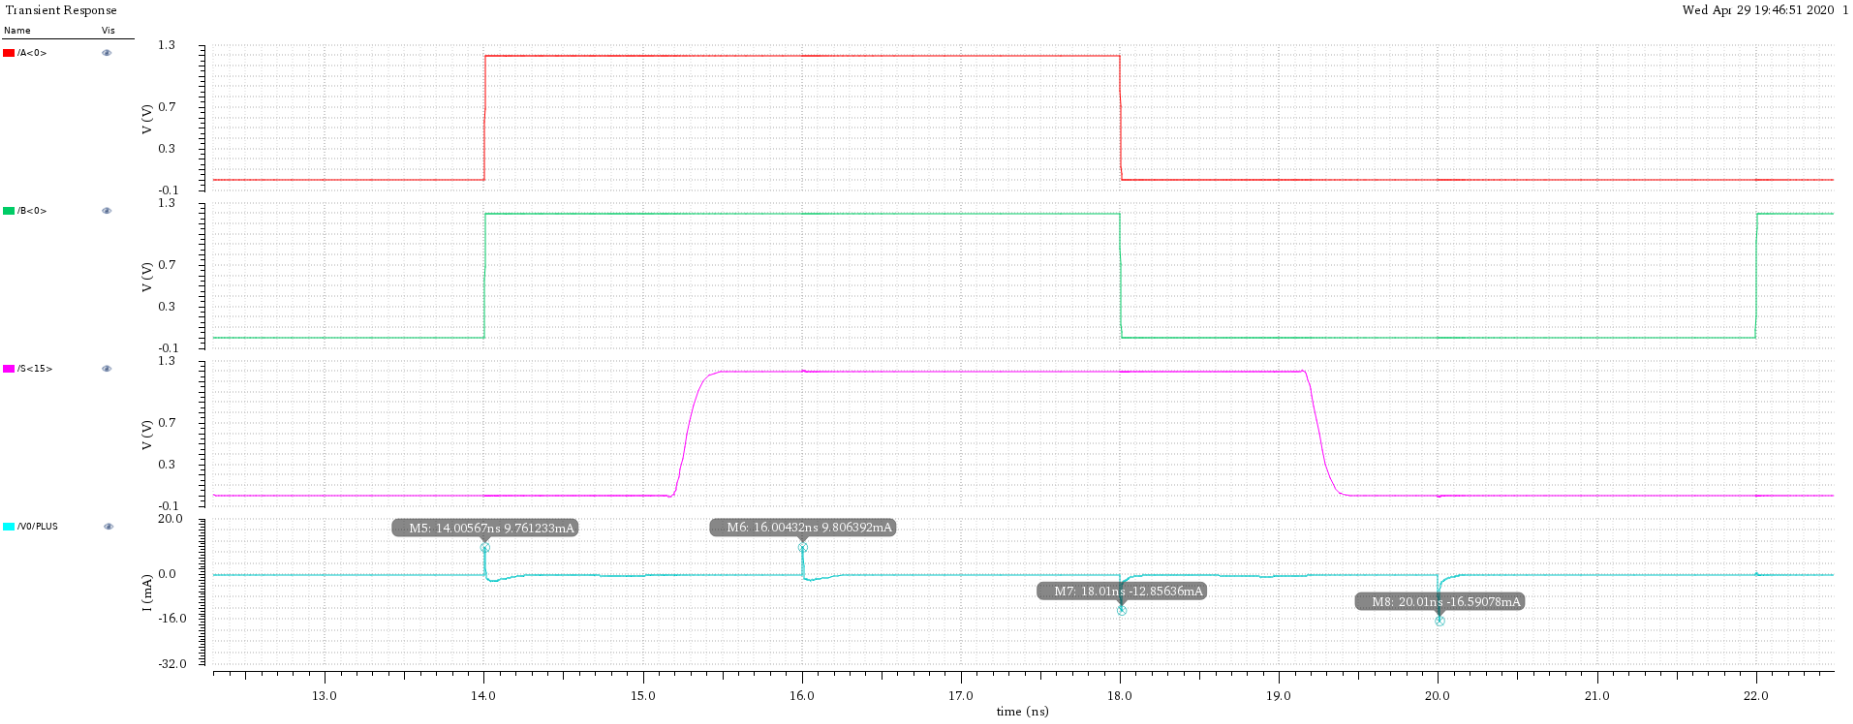 Transient Response
Wed Apr 29 19:46:51 2020 1
Name Vis
/A<0>
1.3
0.7
0.3
-0.1
V (V)
/B<0>
1.3
0.7
0.3
-0.1
V (V)
/S<15>
1.3
0.7
0.3
-0.1
V (V)
/V0/PLUS
20.0
0.0
-16.0
-32.0
I (mA)
M5: 14.00567ns 9.761233mA
M6: 16.00432ns 9.806392mA
M7: 18.01ns -12.85636mA
M8: 20.01ns -16.59078mA
13.0 14.0 15.0 16.0 17.0 18.0 19.0 20.0 21.0 22.0
time (ns)